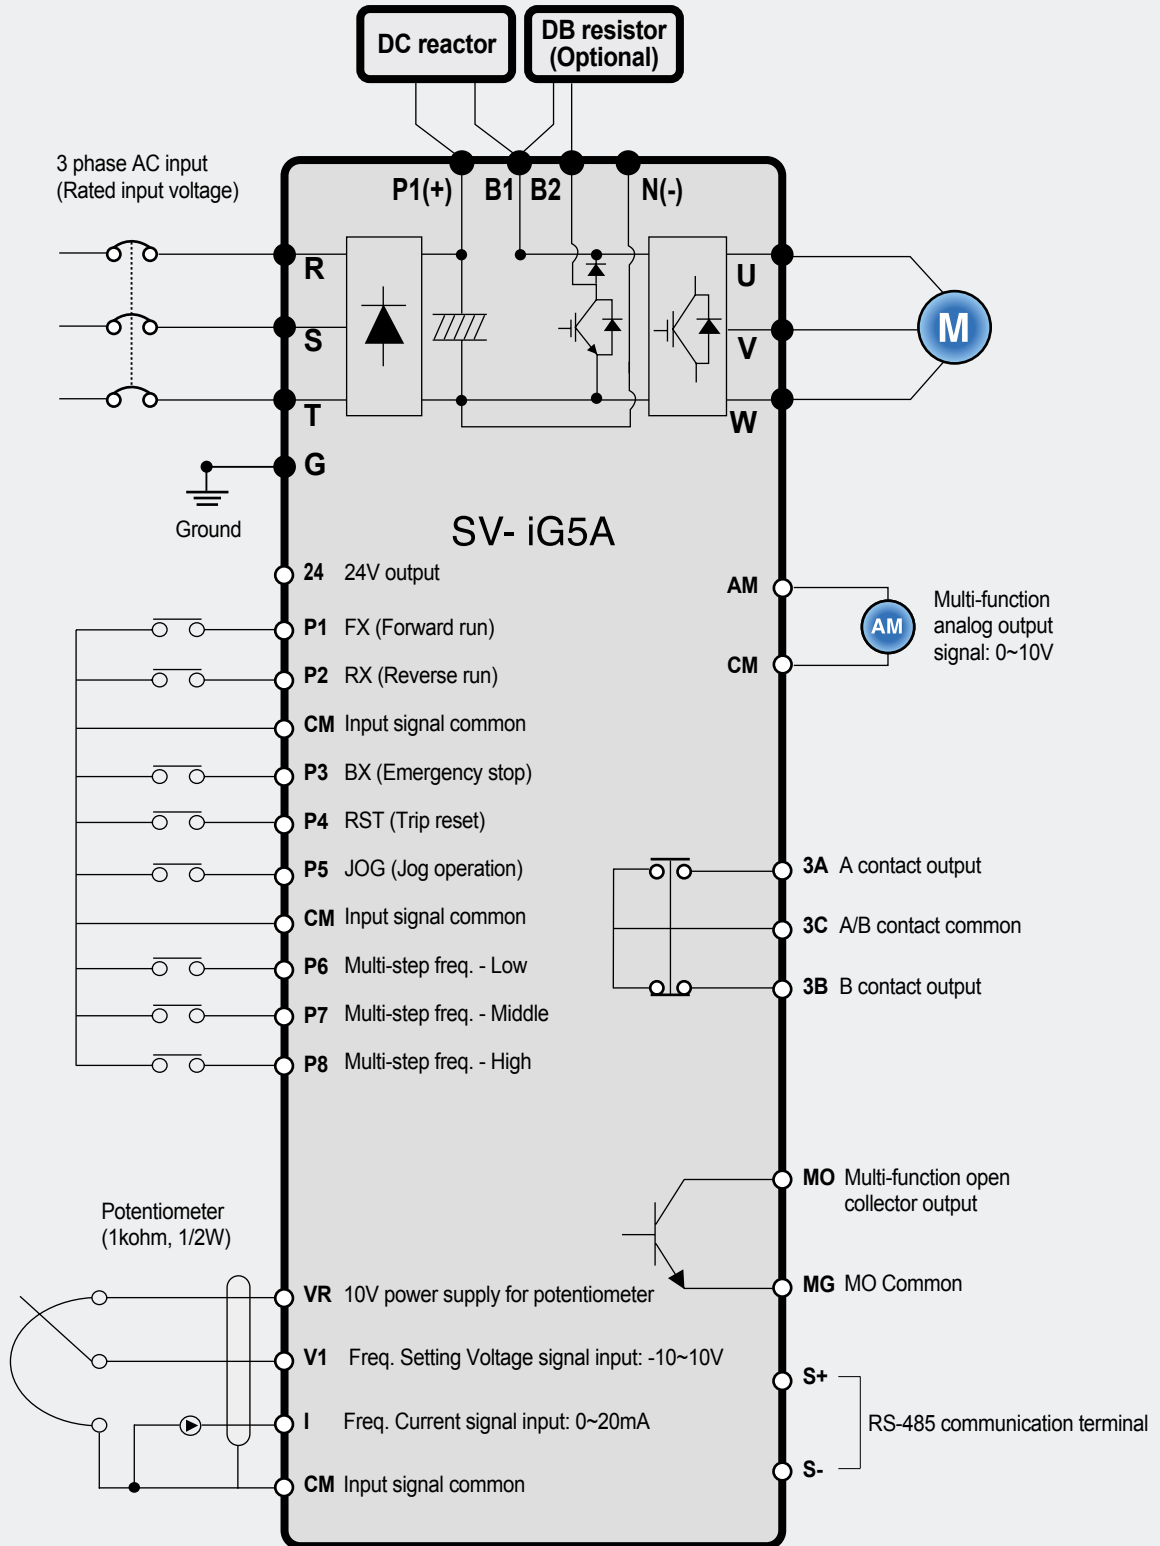 DC reactor
DB resistor
(Optional)
3 phase AC input
(Rated input voltage)
P1(+)
B1
B2
N(-)
R
S
T
G
U
V
W
M
Ground
SV- iG5A
24 24V output
P1 FX (Forward run)
P2 RX (Reverse run)
CM Input signal common
P3 BX (Emergency stop)
P4 RST (Trip reset)
P5 JOG (Jog operation)
CM Input signal common
P6 Multi-step freq. - Low
P7 Multi-step freq. - Middle
P8 Multi-step freq. - High
AM
CM
AM
Multi-function
analog output
signal: 0~10V
3A A contact output
3C A/B contact common
3B B contact output
MO Multi-function open
collector output
MG MO Common
Potentiometer
(1kohm, 1/2W)
VR 10V power supply for potentiometer
V1 Freq. Setting Voltage signal input: -10~10V
I Freq. Current signal input: 0~20mA
CM Input signal common
S+
S-
RS-485 communication terminal